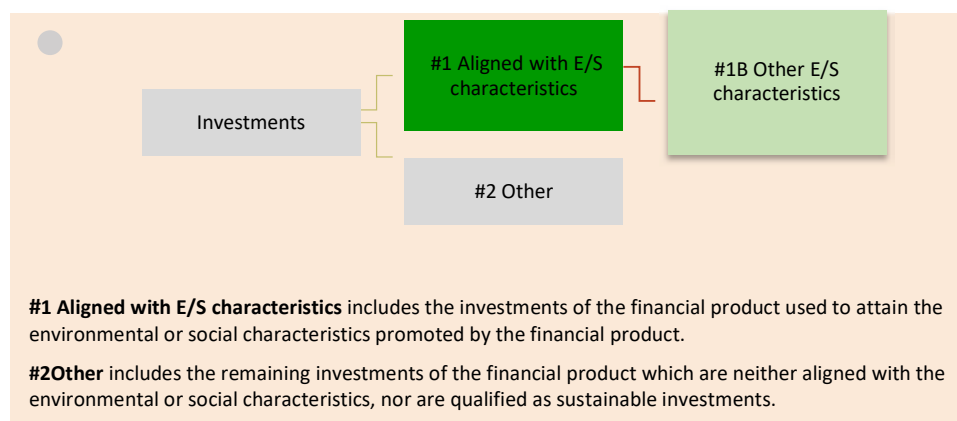 #1 Aligned with E/S
characteristics
#1B Other E/S
characteristics
Investments
#2 Other
#1 Aligned with E/S characteristics includes the investments of the financial product used to attain the
environmental or social characteristics promoted by the financial product.
#2Other includes the remaining investments of the financial product which are neither aligned with the
environmental or social characteristics, nor are qualified as sustainable investments.